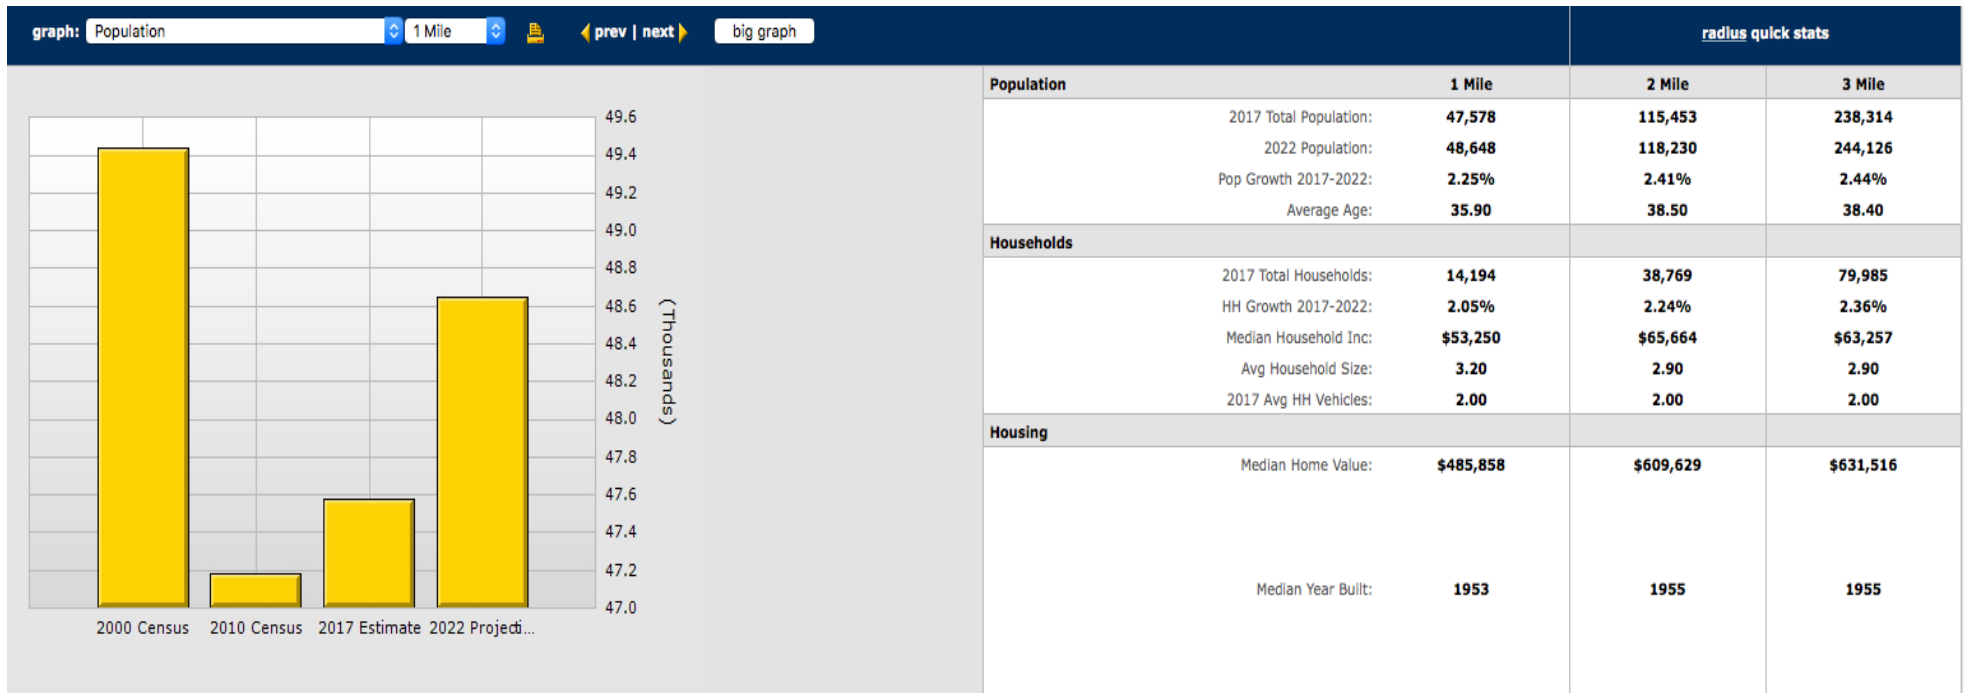 graph: Population 1 Mile prev | next big graph radius quick stats
Population 1 Mile 2 Mile 3 Mile
2017 Total Population: 47,578 115,453 238,314
2022 Population: 48,648 118,230 244,126
Pop Growth 2017-2022: 2.25% 2.41% 2.44%
Average Age: 35.90 38.50 38.40
Households
2017 Total Households: 14,194 38,769 79,985
HH Growth 2017-2022: 2.05% 2.24% 2.36%
Median Household Inc: $53,250 $65,664 $63,257
Avg Household Size: 3.20 2.90 2.90
2017 Avg HH Vehicles: 2.00 2.00 2.00
Housing
Median Home Value: $485,858 $609,629 $631,516
Median Year Built: 1953 1955 1955
49.6
49.4
49.2
49.0
48.8
48.6
48.4
48.2
48.0
47.8
47.6
47.4
47.2
47.0
(Thousands)
2000 Census 2010 Census 2017 Estimate 2022 Projecti...